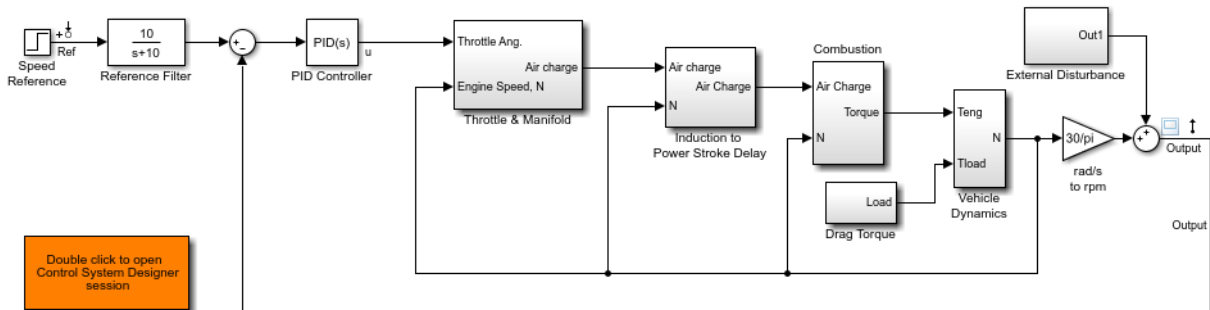 Speed
Reference
+
Ref
10
s+10
Reference Filter
+
−
PID(s)
PID Controller
u
Throttle Ang.
Air charge
Engine Speed, N
Throttle & Manifold
Air charge
Air Charge
N
Induction to
Power Stroke Delay
Combustion
Air Charge
Torque
N
Load
Drag Torque
Teng
N
Tload
Vehicle
Dynamics
30/pi
rad/s
to rpm
Out1
External Disturbance
+
+
Output
Output
Double click to open
Control System Designer
session